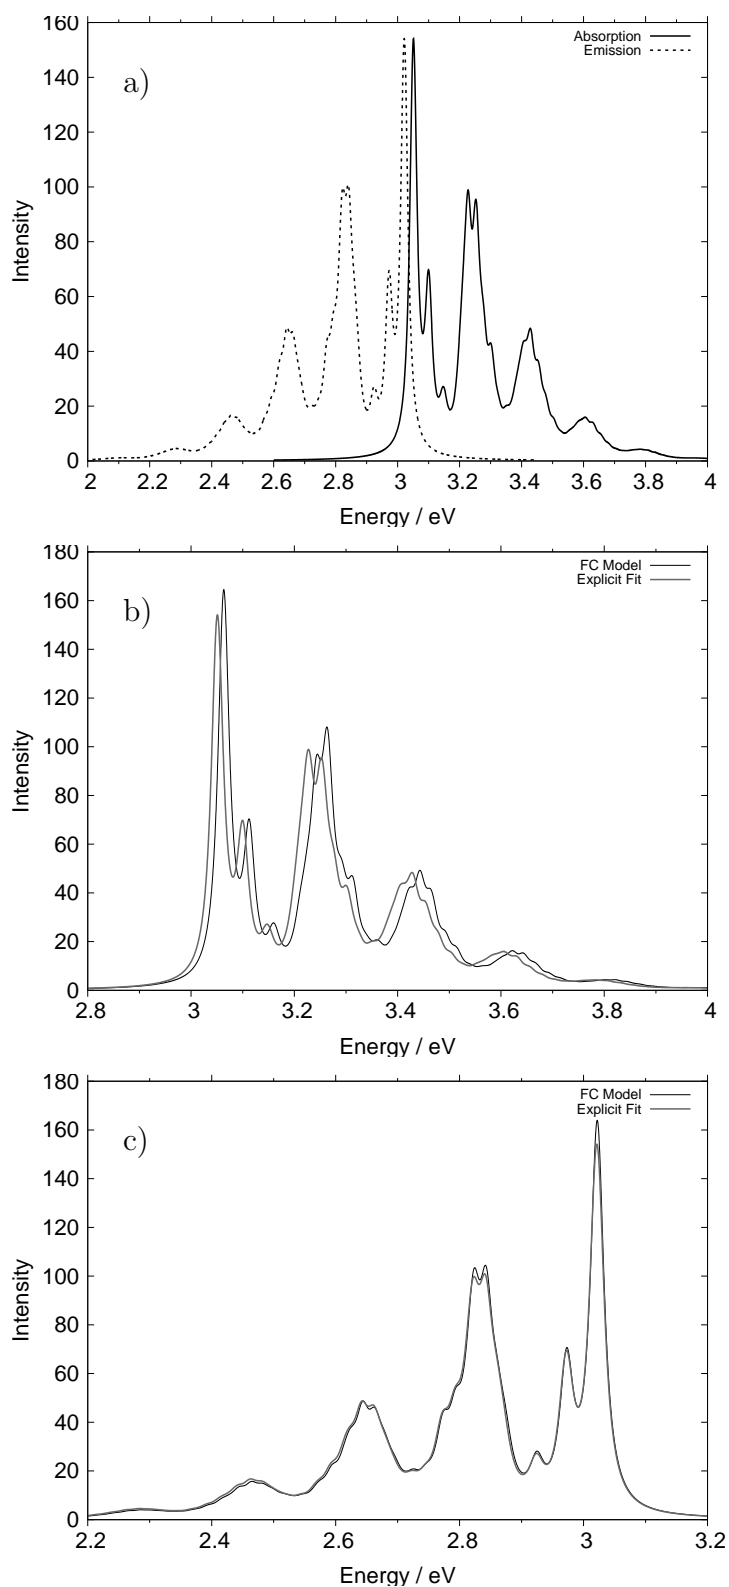 160
140
120
100
80
60
40
20
0
Intensity
a)
Absorption
Emission
2 2.2 2.4 2.6 2.8 3 3.2 3.4 3.6 3.8 4
Energy / eV
180
160
140
120
100
80
60
40
20
0
Intensity
b)
FC Model
Explicit Fit
2.8 3 3.2 3.4 3.6 3.8 4
Energy / eV
180
160
140
120
100
80
60
40
20
0
Intensity
c)
FC Model
Explicit Fit
2.2 2.4 2.6 2.8 3 3.2
Energy / eV